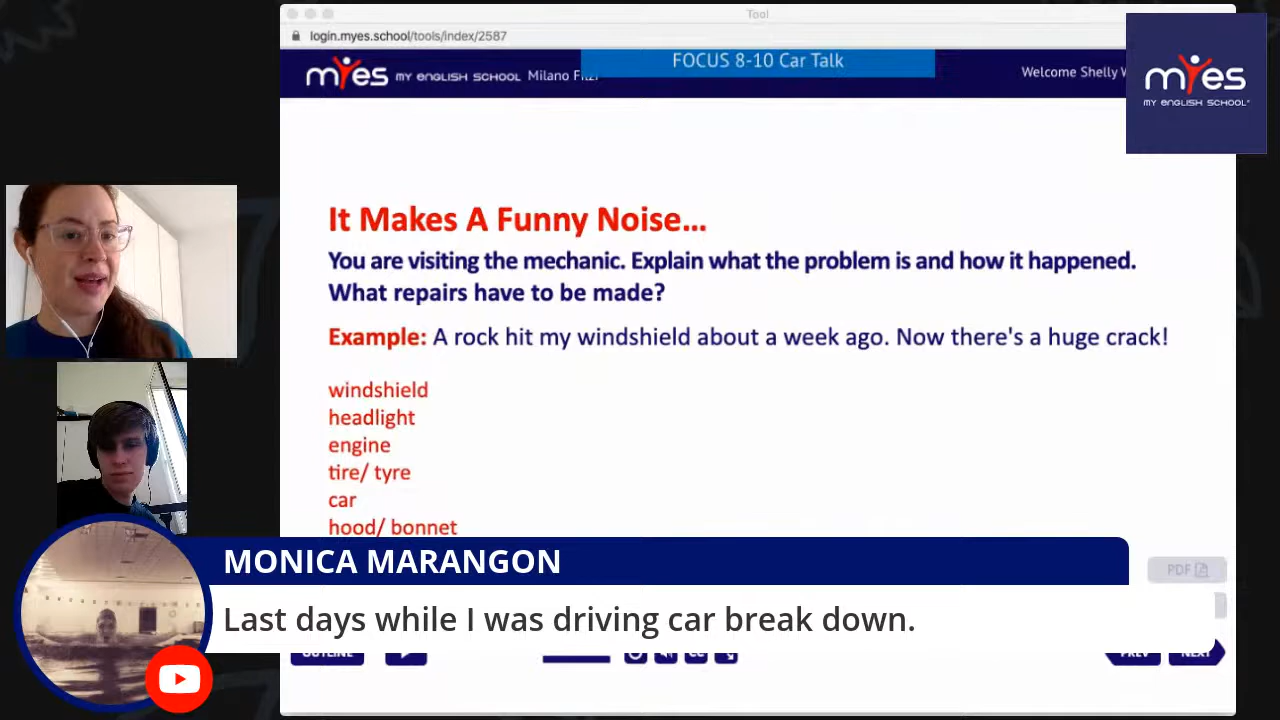 Tool
login.myes.school/tools/index/2587
myes MY ENGLISH SCHOOL Milano
FOCUS 8-10 Car Talk
Welcome Shelly
myes
MY ENGLISH SCHOOL
It Makes A Funny Noise...
You are visiting the mechanic. Explain what the problem is and how it happened.
What repairs have to be made?
Example: A rock hit my windshield about a week ago. Now there's a huge crack!
windshield
headlight
engine
tire/ tyre
car
hood/ bonnet
MONICA MARANGON
PDF
Last days while I was driving car break down.
OUTLINE
PREV
NEXT